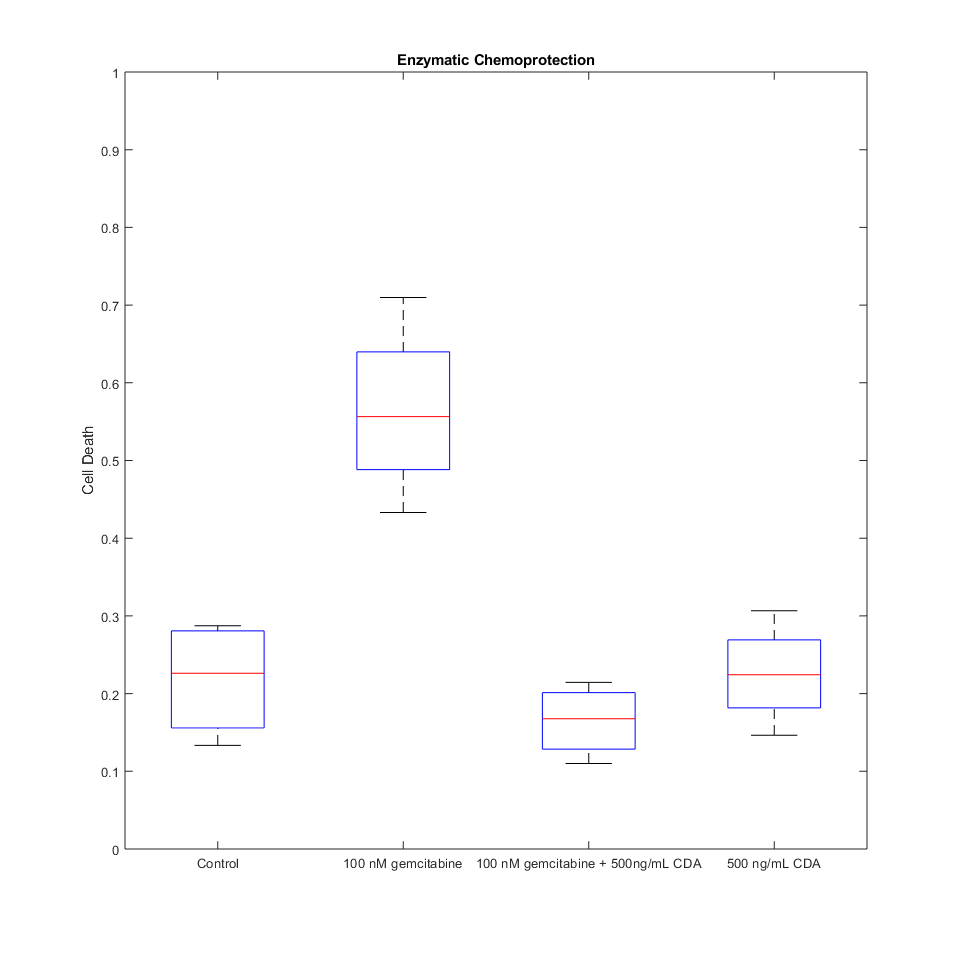 Enzymatic Chemoprotection
1
0.9
0.8
0.7
0.6
0.5
0.4
0.3
0.2
0.1
0
Cell Death
Control
100 nM gemcitabine
100 nM gemcitabine + 500ng/mL CDA
500 ng/mL CDA